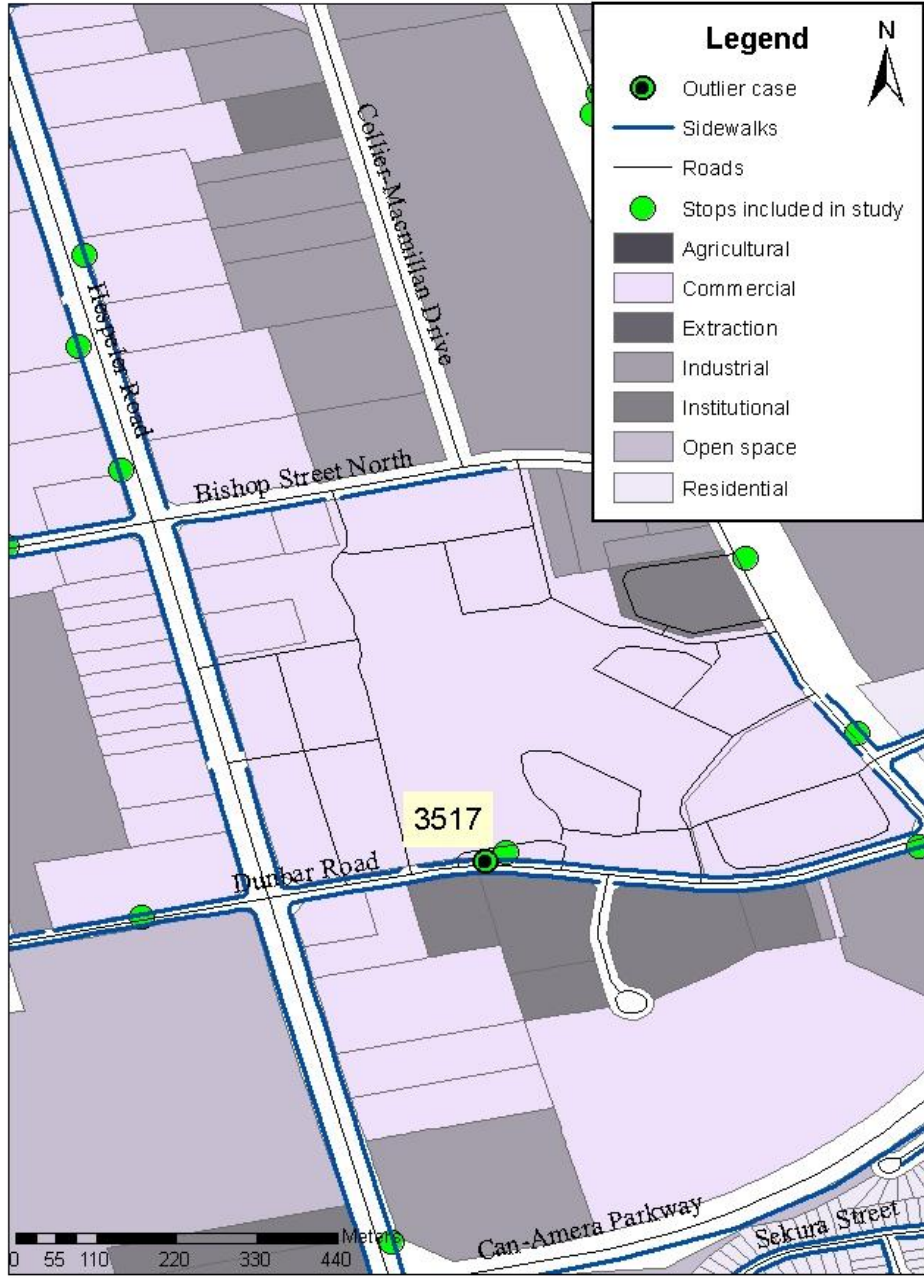 Legend
N
Outlier case
Sidewalks
Roads
Stops included in study
Agricultural
Commercial
Extraction
Industrial
Institutional
Open space
Residential
Collier-Macmillan Drive
Hespeler Road
Bishop Street North
3517
Dunbar Road
Can-Amera Parkway
Sekura Street
Meters
0 55 110 220 330 440